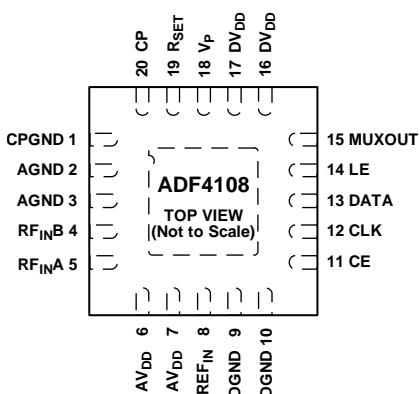 20 CP
19 RSET
18 VP
17 DVDD
16 DVDD
CPGND 1
AGND 2
AGND 3
RFINB 4
RFINA 5
ADF4108
TOP VIEW
(Not to Scale)
15 MUXOUT
14 LE
13 DATA
12 CLK
11 CE
AVDD 6
AVDD 7
REFIN 8
DGND 9
DGND 10